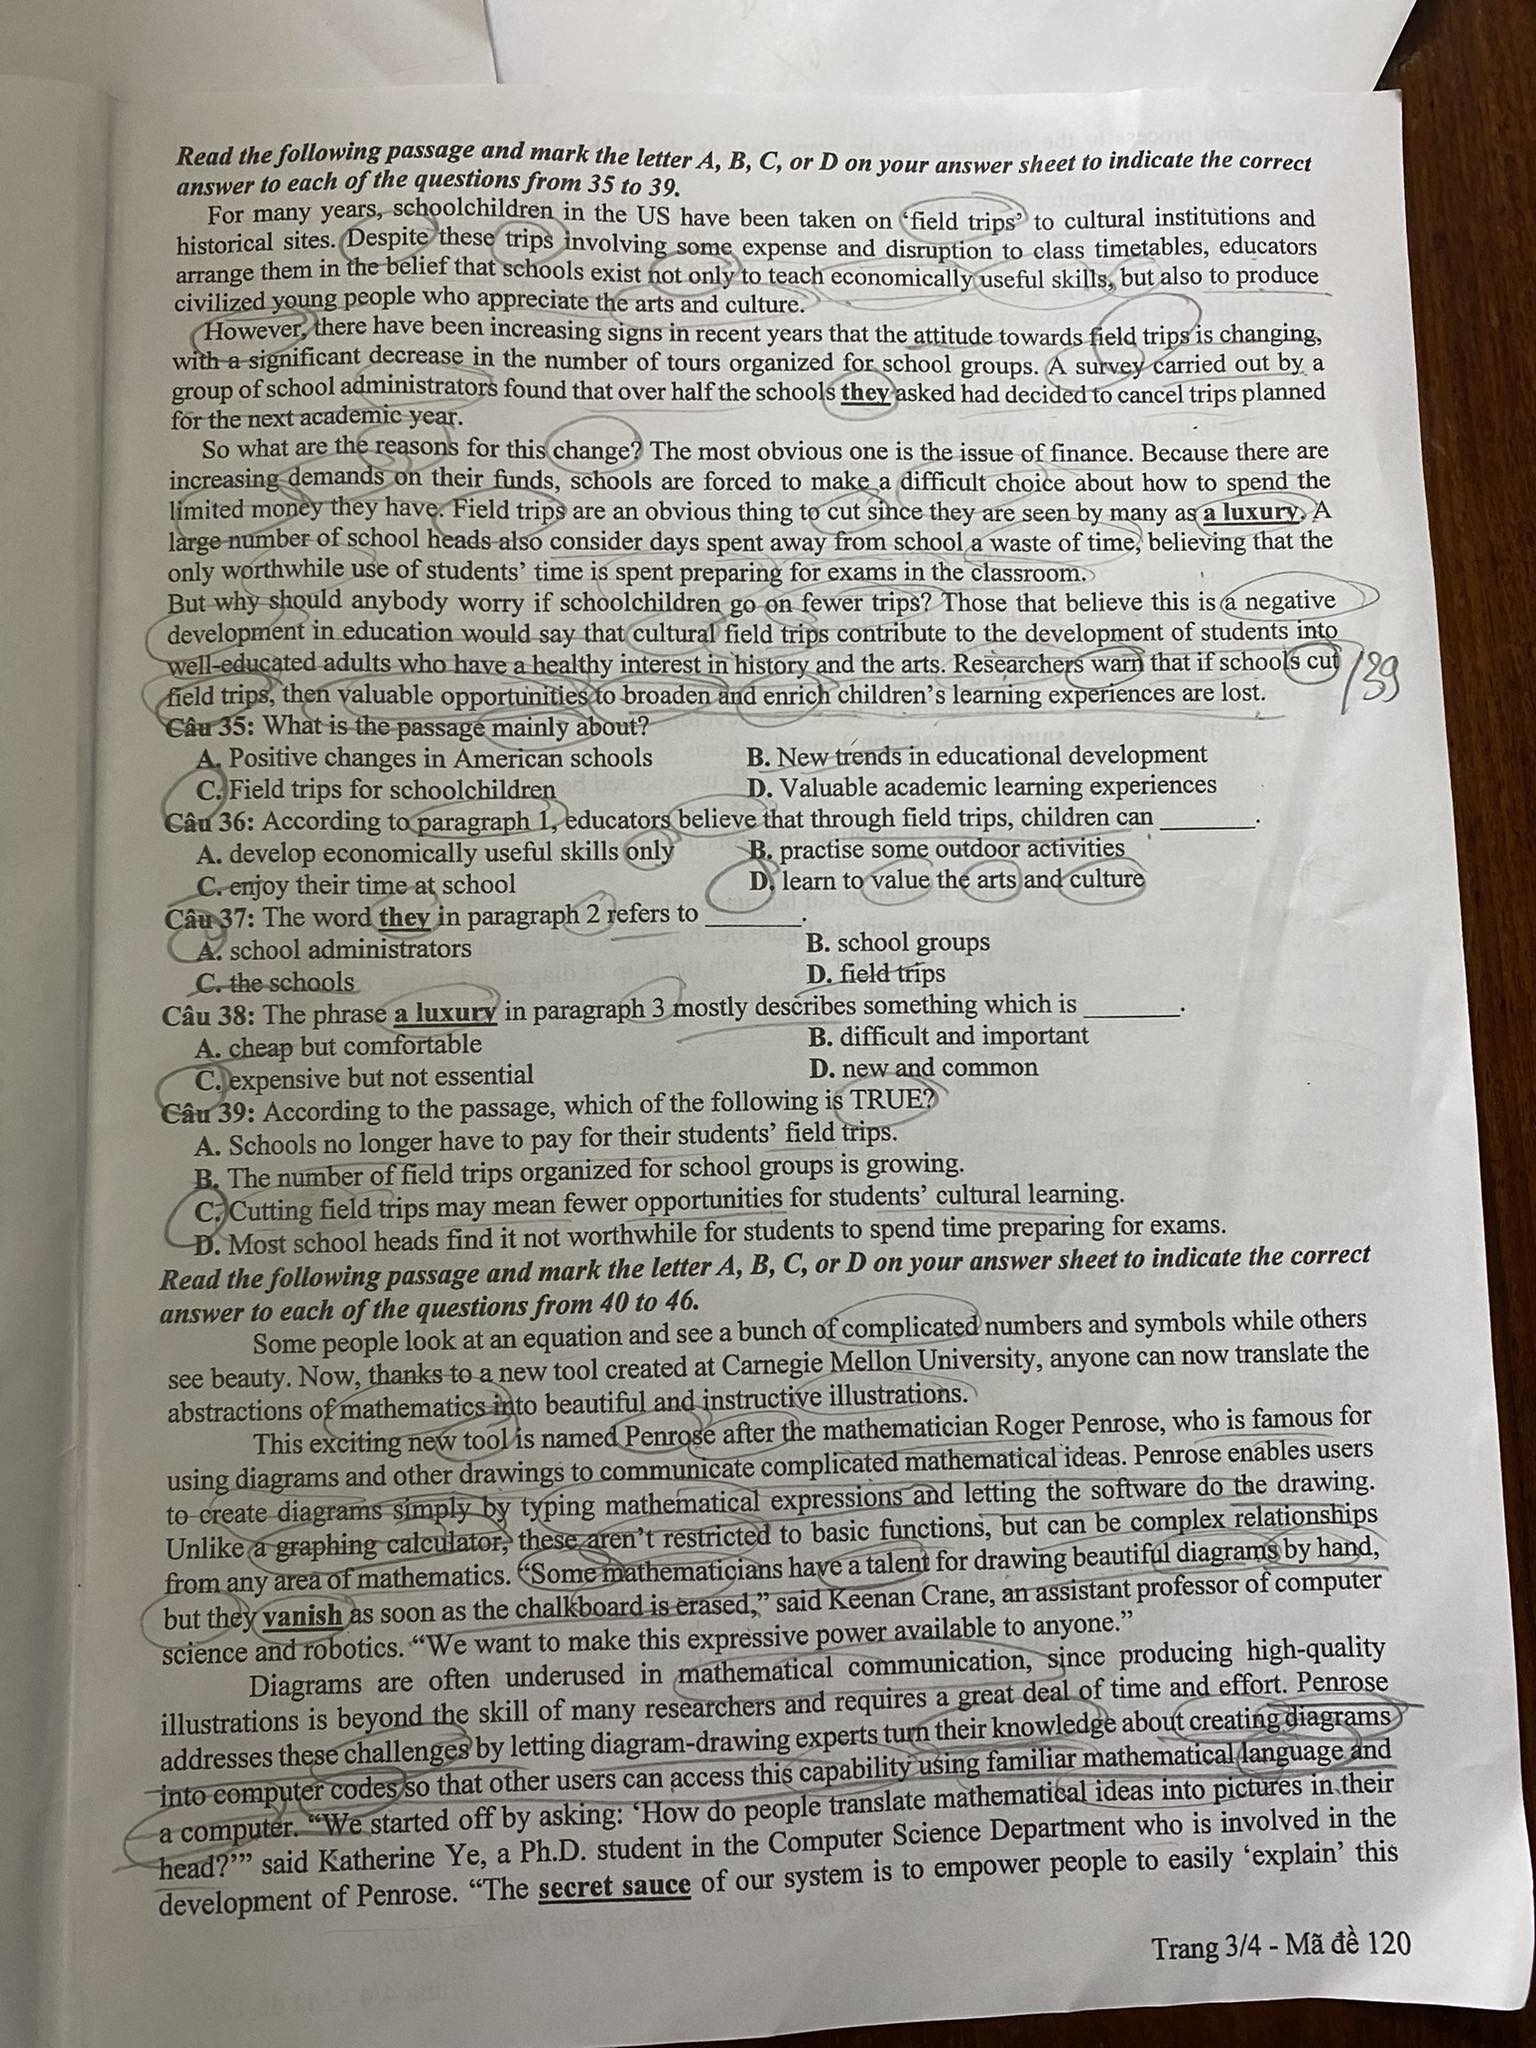 Read the following passage and mark the letter A, B, C, or D on your answer sheet to indicate the correct
answer to each of the questions from 35 to 39.
For many years, schoolchildren in the US have been taken on ‘field trips’ to cultural institutions and
historical sites. Despite these trips involving some expense and disruption to class timetables, educators
arrange them in the belief that schools exist not only to teach economically useful skills, but also to produce
civilized young people who appreciate the arts and culture.
However, there have been increasing signs in recent years that the attitude towards field trips is changing,
with a significant decrease in the number of tours organized for school groups. A survey carried out by a
group of school administrators found that over half the schools they asked had decided to cancel trips planned
for the next academic year.
So what are the reasons for this change? The most obvious one is the issue of finance. Because there are
increasing demands on their funds, schools are forced to make a difficult choice about how to spend the
limited money they have. Field trips are an obvious thing to cut since they are seen by many as a luxury. A
large number of school heads also consider days spent away from school a waste of time, believing that the
only worthwhile use of students’ time is spent preparing for exams in the classroom.
But why should anybody worry if schoolchildren go on fewer trips? Those that believe this is a negative
development in education would say that cultural field trips contribute to the development of students into
well-educated adults who have a healthy interest in history and the arts. Researchers warn that if schools cut
field trips, then valuable opportunities to broaden and enrich children’s learning experiences are lost.
/39
Câu 35: What is the passage mainly about?
A. Positive changes in American schools B. New trends in educational development
C. Field trips for schoolchildren D. Valuable academic learning experiences
Câu 36: According to paragraph 1, educators believe that through field trips, children can _______.
A. develop economically useful skills only B. practise some outdoor activities
C. enjoy their time at school D. learn to value the arts and culture
Câu 37: The word they in paragraph 2 refers to _______.
A. school administrators B. school groups
C. the schools D. field trips
Câu 38: The phrase a luxury in paragraph 3 mostly describes something which is _______.
A. cheap but comfortable B. difficult and important
C. expensive but not essential D. new and common
Câu 39: According to the passage, which of the following is TRUE?
A. Schools no longer have to pay for their students’ field trips.
B. The number of field trips organized for school groups is growing.
C. Cutting field trips may mean fewer opportunities for students’ cultural learning.
D. Most school heads find it not worthwhile for students to spend time preparing for exams.
Read the following passage and mark the letter A, B, C, or D on your answer sheet to indicate the correct
answer to each of the questions from 40 to 46.
Some people look at an equation and see a bunch of complicated numbers and symbols while others
see beauty. Now, thanks to a new tool created at Carnegie Mellon University, anyone can now translate the
abstractions of mathematics into beautiful and instructive illustrations.
This exciting new tool is named Penrose after the mathematician Roger Penrose, who is famous for
using diagrams and other drawings to communicate complicated mathematical ideas. Penrose enables users
to create diagrams simply by typing mathematical expressions and letting the software do the drawing.
Unlike a graphing calculator, these aren’t restricted to basic functions, but can be complex relationships
from any area of mathematics. “Some mathematicians have a talent for drawing beautiful diagrams by hand,
but they vanish as soon as the chalkboard is erased,” said Keenan Crane, an assistant professor of computer
science and robotics. “We want to make this expressive power available to anyone.”
Diagrams are often underused in mathematical communication, since producing high-quality
illustrations is beyond the skill of many researchers and requires a great deal of time and effort. Penrose
addresses these challenges by letting diagram-drawing experts turn their knowledge about creating diagrams
into computer codes so that other users can access this capability using familiar mathematical language and
a computer. “We started off by asking: ‘How do people translate mathematical ideas into pictures in their
head?’” said Katherine Ye, a Ph.D. student in the Computer Science Department who is involved in the
development of Penrose. “The secret sauce of our system is to empower people to easily ‘explain’ this
Trang 3/4 - Mã đề 120